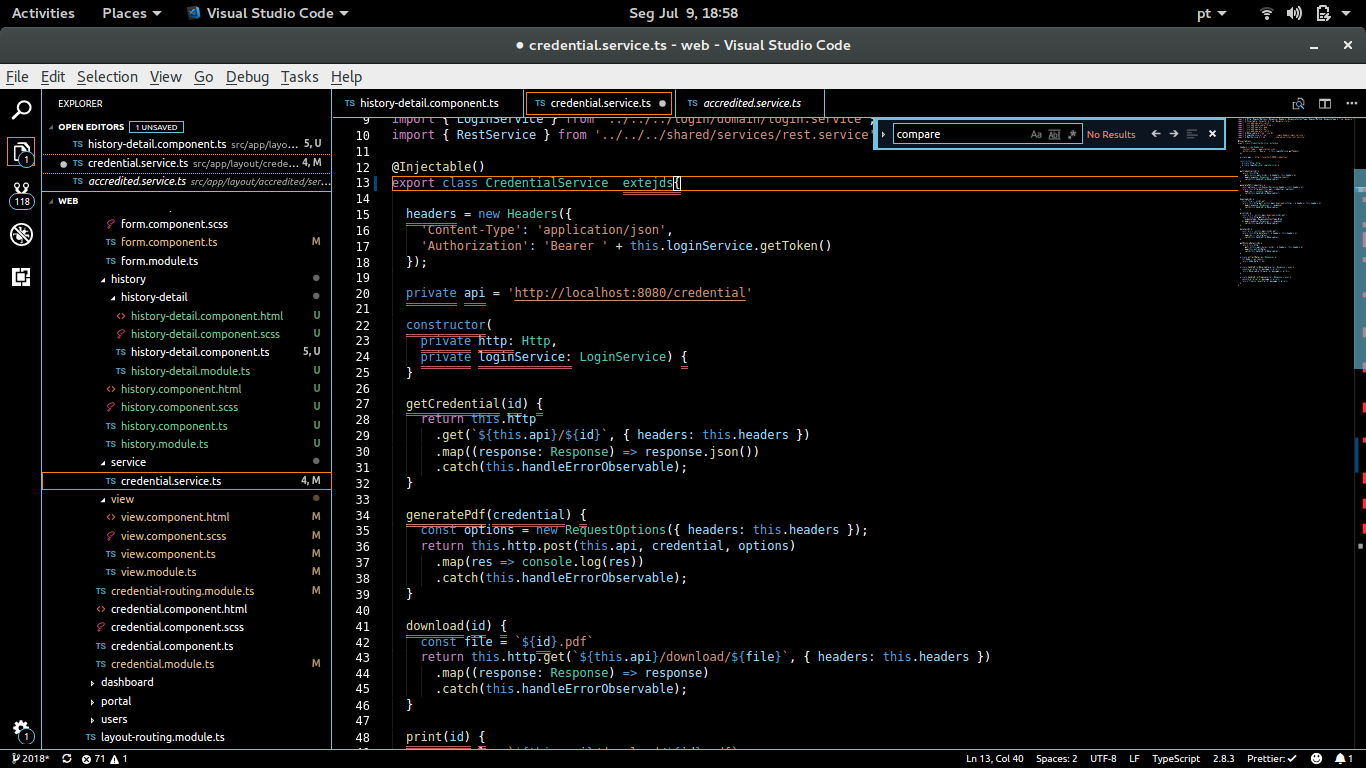 Activities Places Visual Studio Code Seg Jul 9, 18:58 pt
● credential.service.ts - web - Visual Studio Code
File Edit Selection View Go Debug Tasks Help
EXPLORER
OPEN EDITORS 1 UNSAVED
TS history-detail.component.ts src/app/layo... 5, U
● TS credential.service.ts src/app/layout/crede... 4, M
TS accredited.service.ts src/app/layout/accredited/ser...
WEB
form.component.scss
TS form.component.ts M
TS form.module.ts
history
history-detail
<> history-detail.component.html U
history-detail.component.scss U
TS history-detail.component.ts 5, U
TS history-detail.module.ts U
<> history.component.html U
history.component.scss U
TS history.component.ts U
TS history.module.ts U
service
TS credential.service.ts 4, M
view
<> view.component.html M
view.component.scss M
TS view.component.ts M
TS view.module.ts M
TS credential-routing.module.ts M
<> credential.component.html
credential.component.scss
TS credential.component.ts
TS credential.module.ts M
dashboard
portal
users
TS layout-routing.module.ts
1
118
1
TS history-detail.component.ts TS credential.service.ts ● TS accredited.service.ts
compare Aa Ab| .* No Results
9 import { LoginService } from '../../../login/domain/login.service';
10 import { RestService } from '../../../shared/services/rest.service'
11
12 @Injectable()
13 export class CredentialService  extejds{
14
15 headers = new Headers({
16 'Content-Type': 'application/json',
17 'Authorization': 'Bearer ' + this.loginService.getToken()
18 });
19
20 private api = 'http://localhost:8080/credential'
21
22 constructor(
23 private http: Http,
24 private loginService: LoginService) {
25 }
26
27 getCredential(id) {
28 return this.http
29 .get(`${this.api}/${id}`, { headers: this.headers })
30 .map((response: Response) => response.json())
31 .catch(this.handleErrorObservable);
32 }
33
34 generatePdf(credential) {
35 const options = new RequestOptions({ headers: this.headers });
36 return this.http.post(this.api, credential, options)
37 .map(res => console.log(res))
38 .catch(this.handleErrorObservable);
39 }
40
41 download(id) {
42 const file = `${id}.pdf`
43 return this.http.get(`${this.api}/download/${file}`, { headers: this.headers })
44 .map((response: Response) => response)
45 .catch(this.handleErrorObservable);
46 }
47
48 print(id) {
2018* 71 1 Ln 13, Col 40 Spaces: 2 UTF-8 LF TypeScript 2.8.3 Prettier: ✓ 1